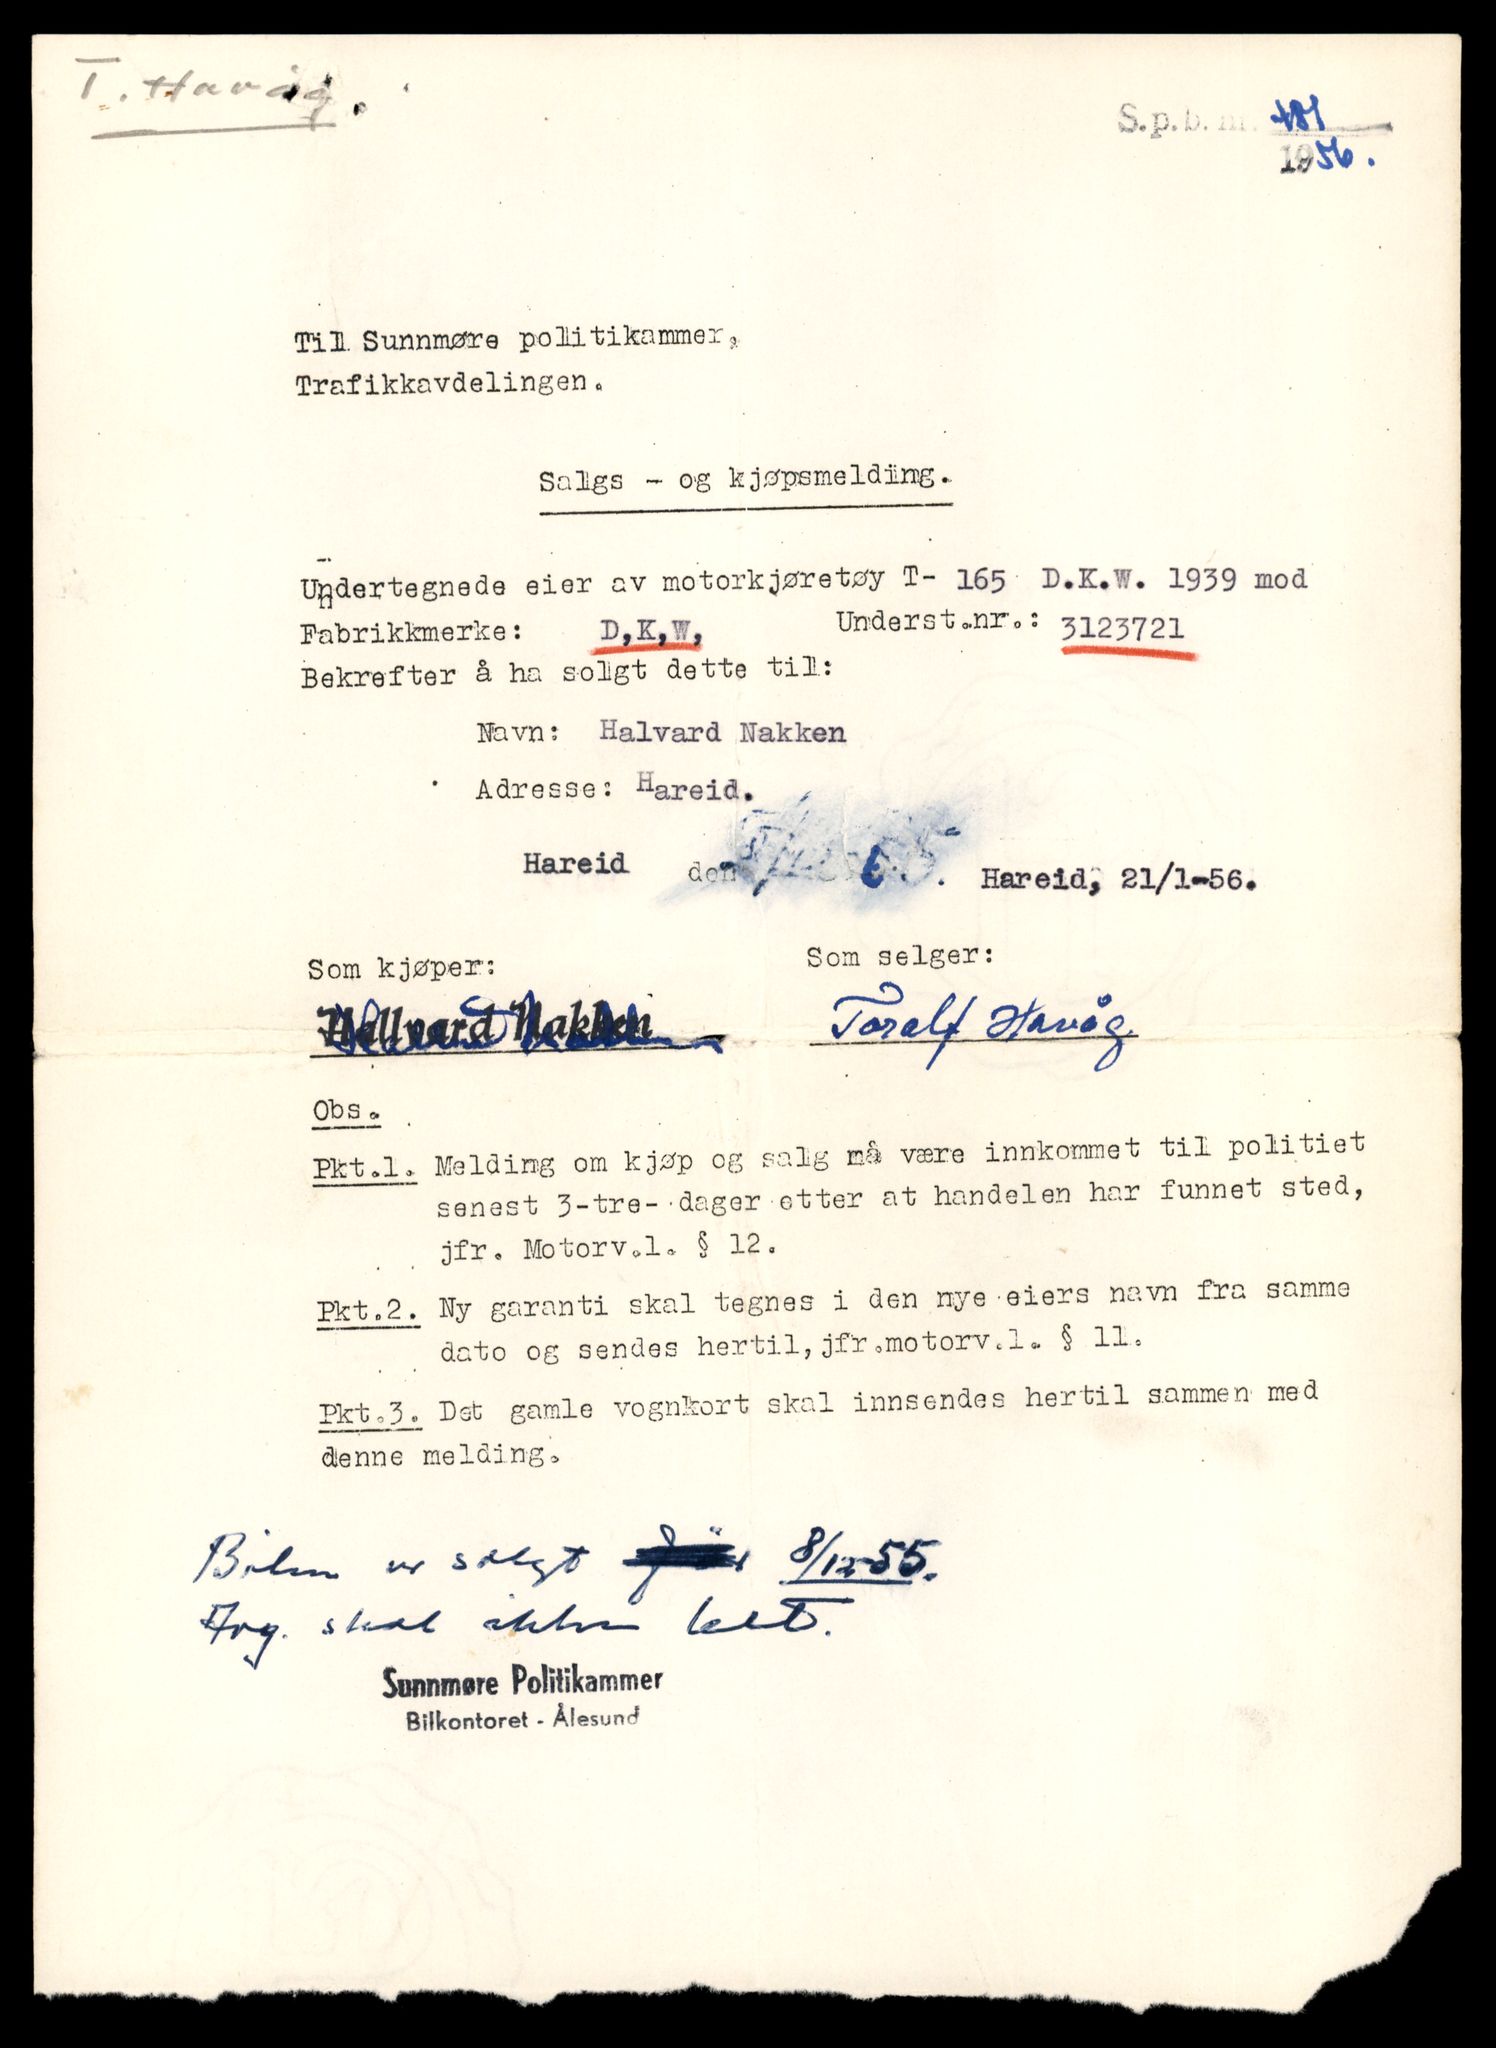 T. Havåg.
S.p.b. nr.
1956.
Til Sunnmøre politikammer,
Trafikkavdelingen.
Salgs - og kjøpsmelding.
Undertegnede eier av motorkjøretøy T- 165 D.K.W. 1939 mod
Fabrikkmerke: D,K,W, Underst.nr.: 3123721
Bekrefter å ha solgt dette til:
Navn: Halvard Nakken
Adresse: Hareid.
Hareid den Hareid, 21/1-56.
Som kjøper: Som selger:
Hallvard Nakken Toralf Havåg
Obs.
Pkt.1. Melding om kjøp og salg må være innkommet til politiet
senest 3-tre- dager etter at handelen har funnet sted,
jfr. Motorv.l. § 12.
Pkt.2. Ny garanti skal tegnes i den nye eiers navn fra samme
dato og sendes hertil, jfr.motorv.l. § 11.
Pkt.3. Det gamle vognkort skal innsendes hertil sammen med
denne melding.
Bilen er solgt 8/12-55.
skal ikke
Sunnmøre Politikammer
Bilkontoret - Ålesund